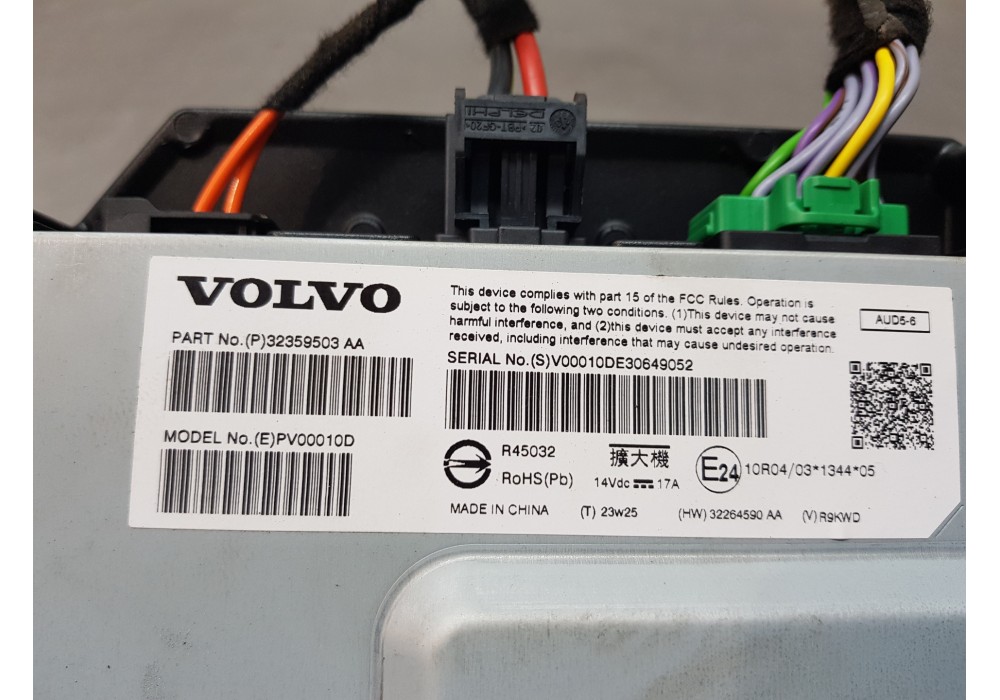 DELPHI
VOLVO
PART No.(P)32359503 AA
MODEL No.(E)PV00010D
This device complies with part 15 of the FCC Rules. Operation is
subject to the following two conditions. (1)This device may not cause
harmful interference, and (2)this device must accept any interference
received, including interference that may cause undesired operation.
AUD5-6
SERIAL No.(S)V00010DE30649052
R45032
RoHS(Pb)
擴大機
14Vdc 17A
E24
10R04/03*1344*05
MADE IN CHINA
(T) 23w25
(HW) 32264590 AA
(V) R9KWD